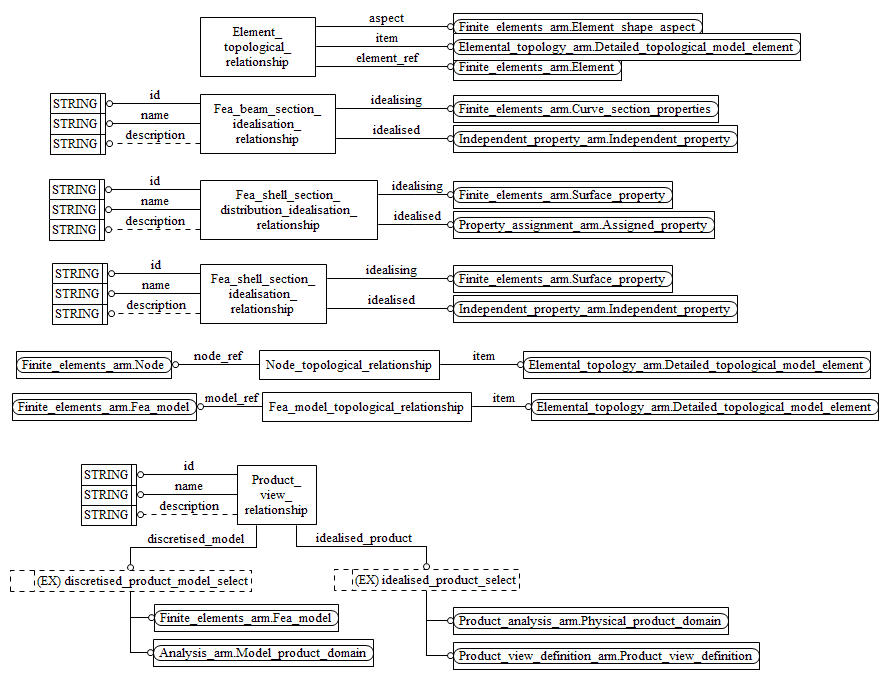 aspect
Element_
topological_
relationship
Finite_elements_arm.Element_shape_aspect
item
Elemental_topology_arm.Detailed_topological_model_element
element_ref
Finite_elements_arm.Element
STRING
id
STRING
name
STRING
description
Fea_beam_section_
idealisation_
relationship
idealising
Finite_elements_arm.Curve_section_properties
idealised
Independent_property_arm.Independent_property
STRING
id
STRING
name
STRING
description
Fea_shell_section_
distribution_idealisation_
relationship
idealising
Finite_elements_arm.Surface_property
idealised
Property_assignment_arm.Assigned_property
STRING
id
STRING
name
STRING
description
Fea_shell_section_
idealisation_
relationship
idealising
Finite_elements_arm.Surface_property
idealised
Independent_property_arm.Independent_property
Finite_elements_arm.Node
node_ref
Node_topological_relationship
item
Elemental_topology_arm.Detailed_topological_model_element
Finite_elements_arm.Fea_model
model_ref
Fea_model_topological_relationship
item
Elemental_topology_arm.Detailed_topological_model_element
STRING
id
STRING
name
STRING
description
Product_
view_
relationship
discretised_model
idealised_product
(EX) discretised_product_model_select
(EX) idealised_product_select
Finite_elements_arm.Fea_model
Product_analysis_arm.Physical_product_domain
Analysis_arm.Model_product_domain
Product_view_definition_arm.Product_view_definition